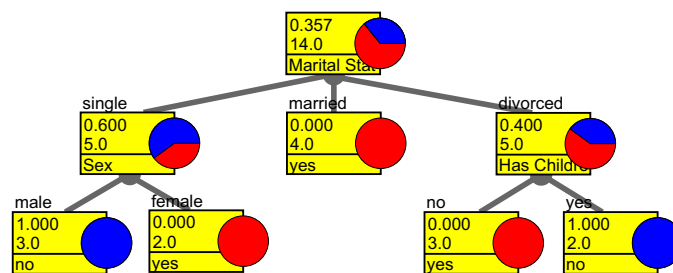 0.357
14.0
Marital Stat
single
married
divorced
0.600
5.0
Sex
0.000
4.0
yes
0.400
5.0
Has Childre
male
female
no
yes
1.000
3.0
no
0.000
2.0
yes
0.000
3.0
yes
1.000
2.0
no